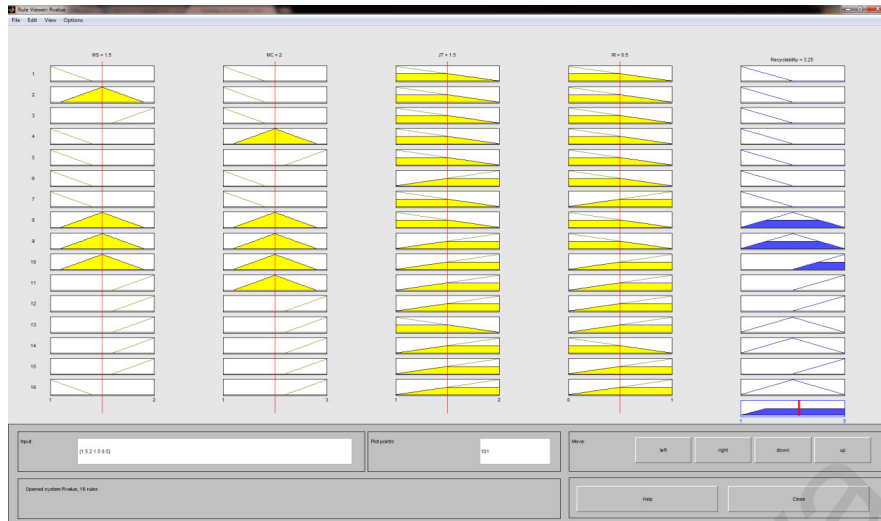 Rule Viewer: Rvalue
File Edit View Options
MS = 1.5 MC = 2 JT = 1.5 RI = 0.5 Recyclability = 3.25
1
2
3
4
5
6
7
8
9
10
11
12
13
14
15
16
1 2 1 3 1 2 0 1
1 5
Input: [1.5 2 1.5 0.5] Plot points: 101 Move: left right down up
Opened system Rvalue, 16 rules Help Close